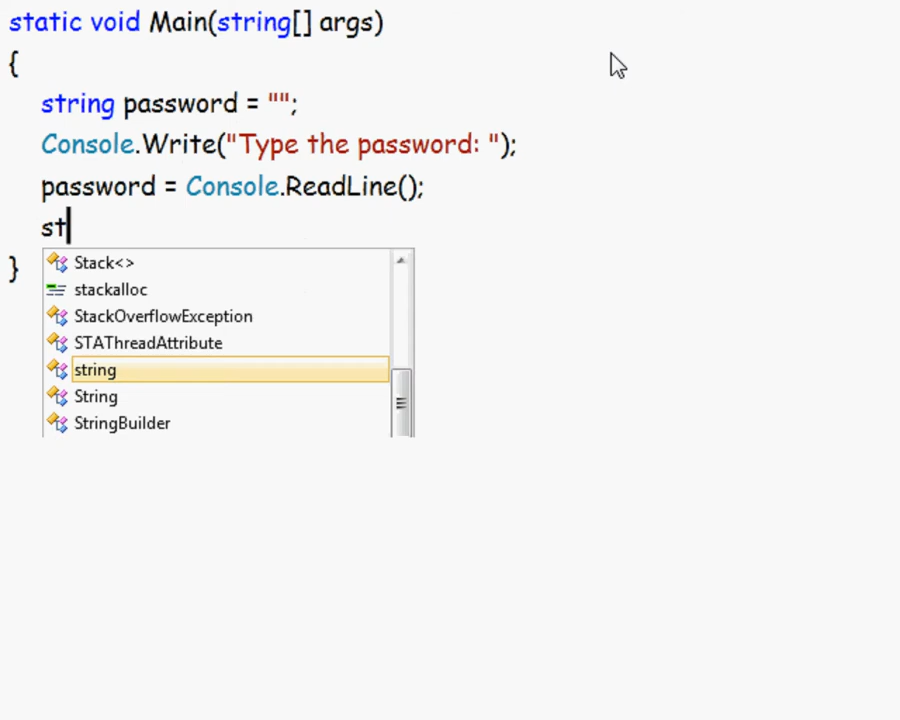 static void Main(string[] args)
{
string password = "";
Console.Write("Type the password: ");
password = Console.ReadLine();
st
}
Stack<>
stackalloc
StackOverflowException
STAThreadAttribute
string
String
StringBuilder